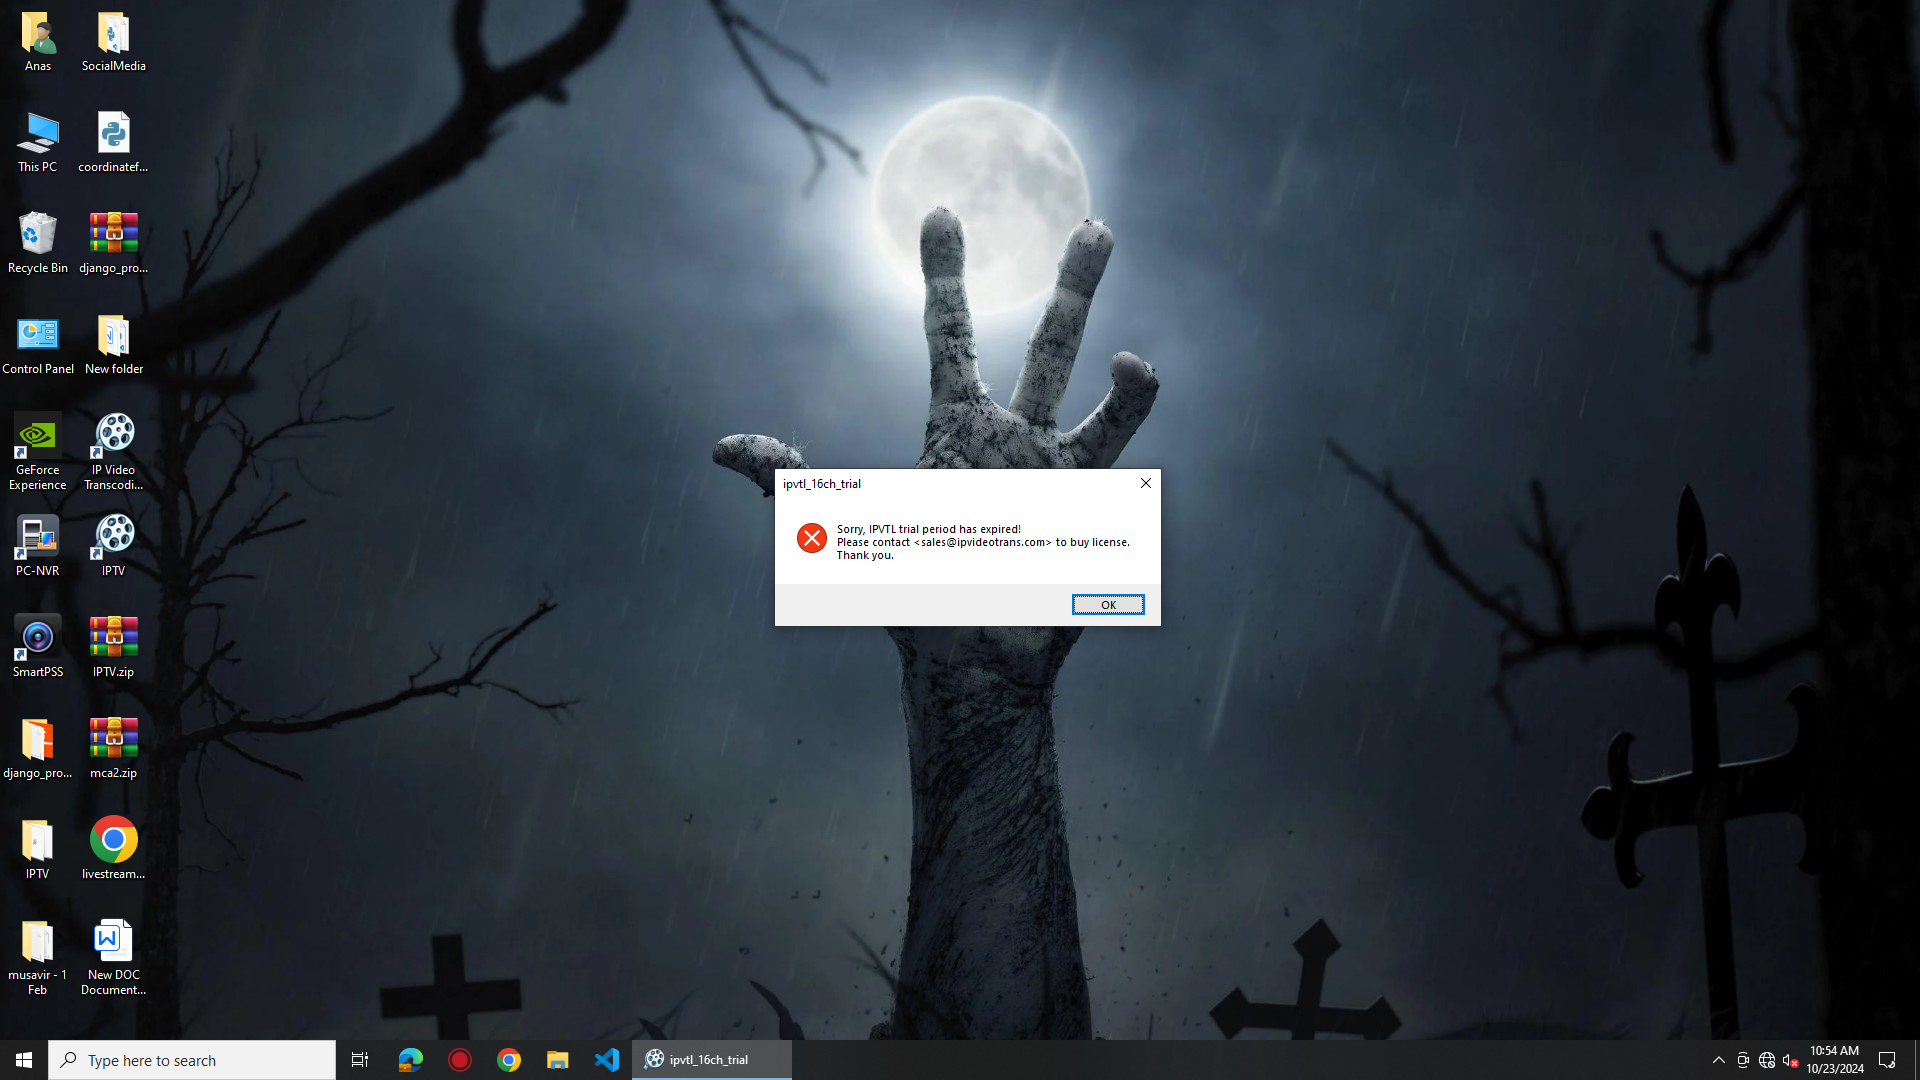 Anas
SocialMedia
This PC
coordinatef...
Recycle Bin
django_pro...
Control Panel
New folder
GeForce
Experience
IP Video
Transcodi...
PC-NVR
IPTV
SmartPSS
IPTV.zip
django_pro...
mca2.zip
IPTV
livestream...
musavir - 1
Feb
New DOC
Document...
ipvtl_16ch_trial
Sorry, IPVTL trial period has expired!
Please contact <sales@ipvideotrans.com> to buy license.
Thank you.
OK
Type here to search
ipvtl_16ch_trial
10:54 AM
10/23/2024